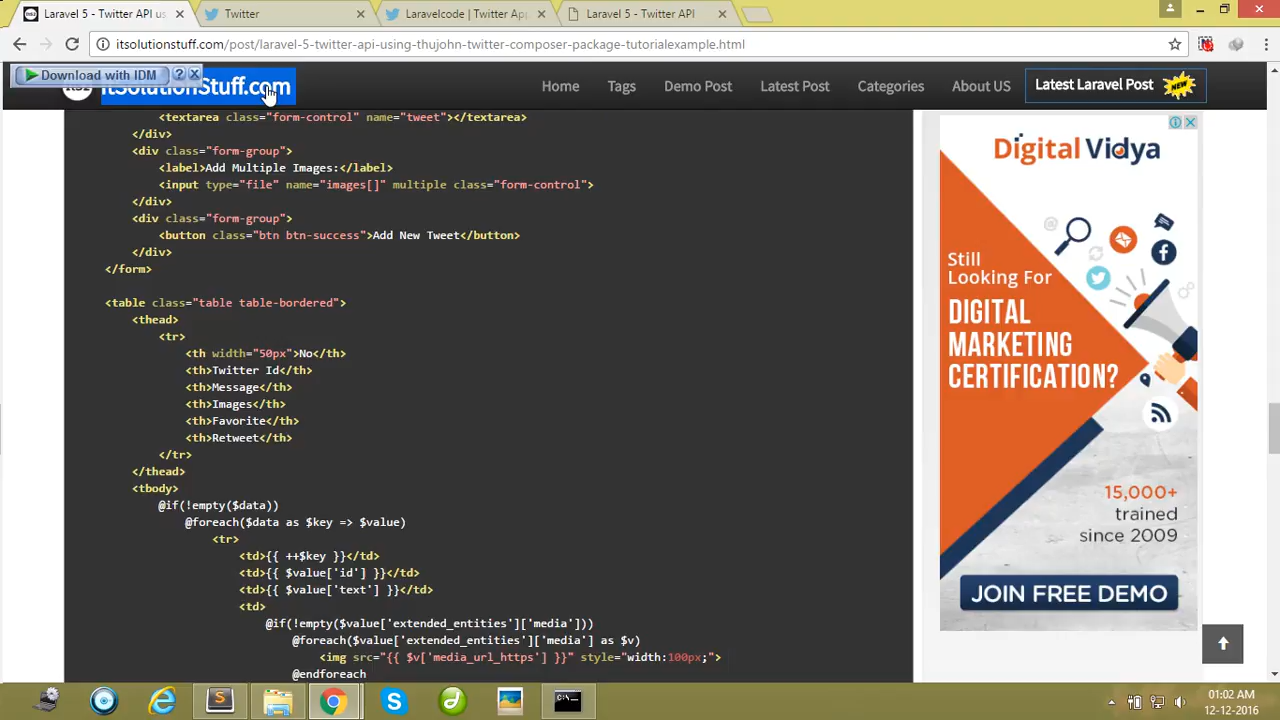 Laravel 5 - Twitter API us
Twitter
Laravelcode | Twitter App
Laravel 5 - Twitter API
itsolutionstuff.com/post/laravel-5-twitter-api-using-thujohn-twitter-composer-package-tutorialexample.html
Download with IDM
?
ItSolutionStuff.com
Home
Tags
Demo Post
Latest Post
Categories
About US
Latest Laravel Post
NEW
<textarea class="form-control" name="tweet"></textarea>
</div>
<div class="form-group">
<label>Add Multiple Images:</label>
<input type="file" name="images[]" multiple class="form-control">
</div>
<div class="form-group">
<button class="btn btn-success">Add New Tweet</button>
</div>
</form>
<table class="table table-bordered">
<thead>
<tr>
<th width="50px">No</th>
<th>Twitter Id</th>
<th>Message</th>
<th>Images</th>
<th>Favorite</th>
<th>Retweet</th>
</tr>
</thead>
<tbody>
@if(!empty($data))
@foreach($data as $key => $value)
<tr>
<td>{{ ++$key }}</td>
<td>{{ $value['id'] }}</td>
<td>{{ $value['text'] }}</td>
<td>
@if(!empty($value['extended_entities']['media']))
@foreach($value['extended_entities']['media'] as $v)
<img src="{{ $v['media_url_https'] }}" style="width:100px;">
@endforeach
Digital Vidya
Still
Looking For
DIGITAL
MARKETING
CERTIFICATION?
15,000+
trained
since 2009
JOIN FREE DEMO
01:02 AM
12-12-2016